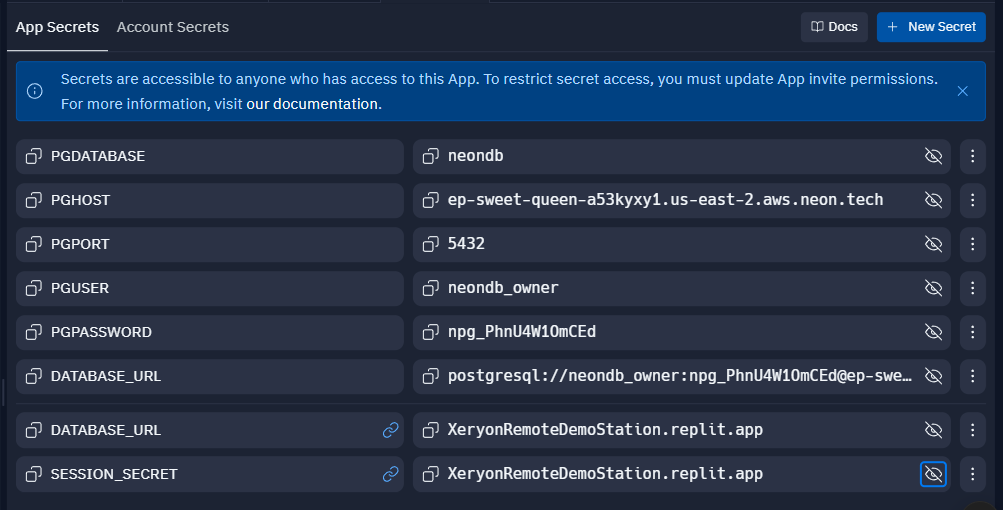 App Secrets Account Secrets Docs New Secret
Secrets are accessible to anyone who has access to this App. To restrict secret access, you must update App invite permissions.
For more information, visit our documentation.
PGDATABASE neondb
PGHOST ep-sweet-queen-a53kyxy1.us-east-2.aws.neon.tech
PGPORT 5432
PGUSER neondb_owner
PGPASSWORD npg_PhnU4W1OmCEd
DATABASE_URL postgresql://neondb_owner:npg_PhnU4W1OmCEd@ep-swe…
DATABASE_URL XeryonRemoteDemoStation.replit.app
SESSION_SECRET XeryonRemoteDemoStation.replit.app